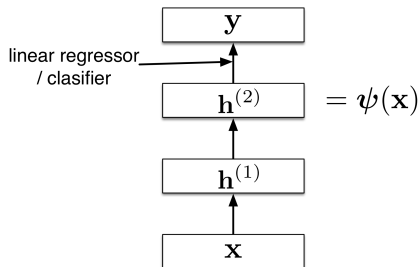 y
linear regressor
/ clasifier
h^(2) = ψ(x)
h^(1)
x